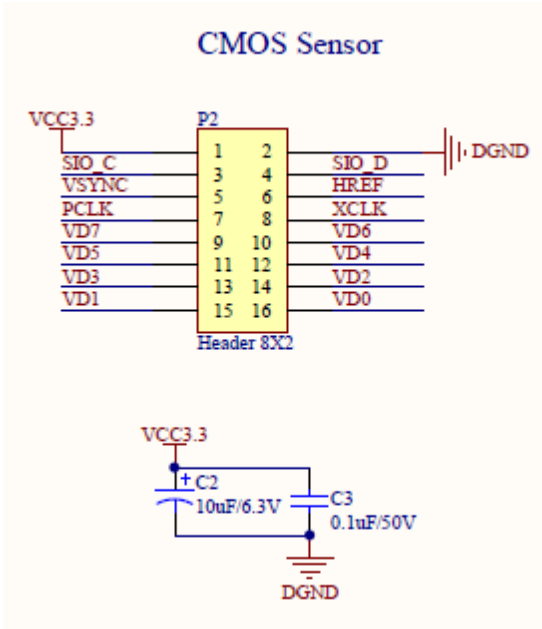 CMOS Sensor
VCC3.3
P2
1 2
DGND
SIO_C 3 4 SIO_D
VSYNC 5 6 HREF
PCLK 7 8 XCLK
VD7 9 10 VD6
VD5 11 12 VD4
VD3 13 14 VD2
VD1 15 16 VD0
Header 8X2
VCC3.3
+ C2
10uF/6.3V
C3
0.1uF/50V
DGND